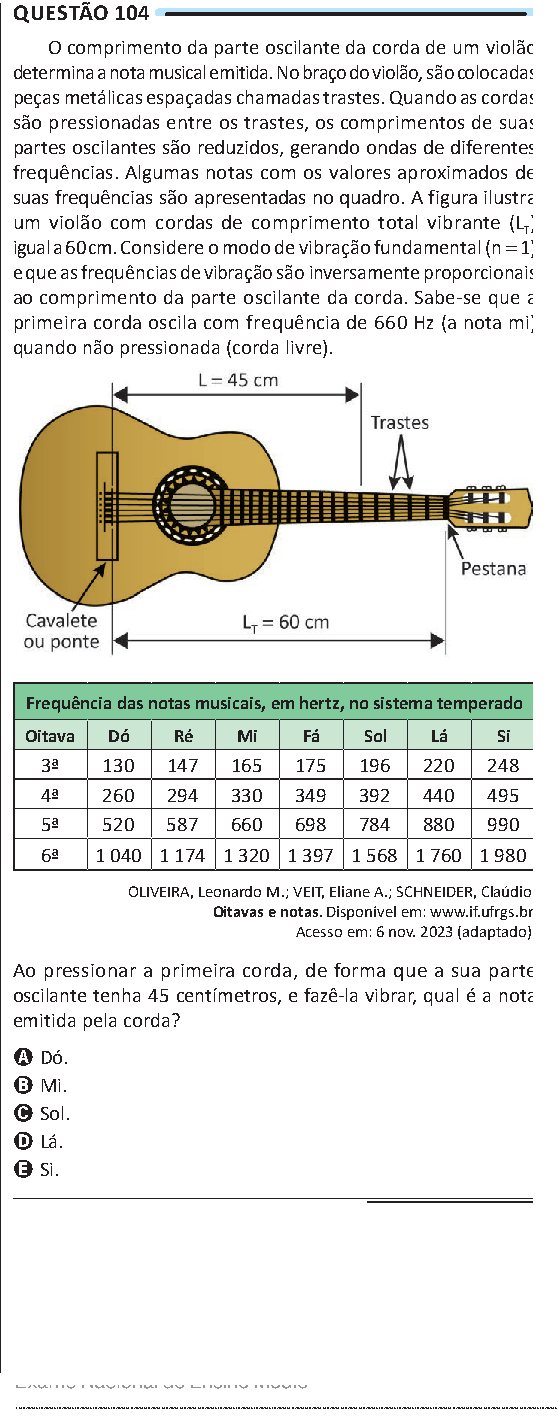 QUESTÃO 104
O comprimento da parte oscilante da corda de um violão
determina a nota musical emitida. No braço do violão, são colocadas
peças metálicas espaçadas chamadas trastes. Quando as cordas
são pressionadas entre os trastes, os comprimentos de suas
partes oscilantes são reduzidos, gerando ondas de diferentes
frequências. Algumas notas com os valores aproximados de
suas frequências são apresentadas no quadro. A figura ilustra
um violão com cordas de comprimento total vibrante (L_T)
igual a 60 cm. Considere o modo de vibração fundamental (n = 1)
e que as frequências de vibração são inversamente proporcionais
ao comprimento da parte oscilante da corda. Sabe-se que a
primeira corda oscila com frequência de 660 Hz (a nota mi)
quando não pressionada (corda livre).
L = 45 cm
Trastes
Pestana
Cavalete
ou ponte
L_T = 60 cm
Frequência das notas musicais, em hertz, no sistema temperado
Oitava Dó Ré Mi Fá Sol Lá Si
3ª 130 147 165 175 196 220 248
4ª 260 294 330 349 392 440 495
5ª 520 587 660 698 784 880 990
6ª 1 040 1 174 1 320 1 397 1 568 1 760 1 980
OLIVEIRA, Leonardo M.; VEIT, Eliane A.; SCHNEIDER, Claúdio
Oitavas e notas. Disponível em: www.if.ufrgs.br
Acesso em: 6 nov. 2023 (adaptado)
Ao pressionar a primeira corda, de forma que a sua parte
oscilante tenha 45 centímetros, e fazê-la vibrar, qual é a nota
emitida pela corda?
A Dó.
B Mi.
C Sol.
D Lá.
E Si.